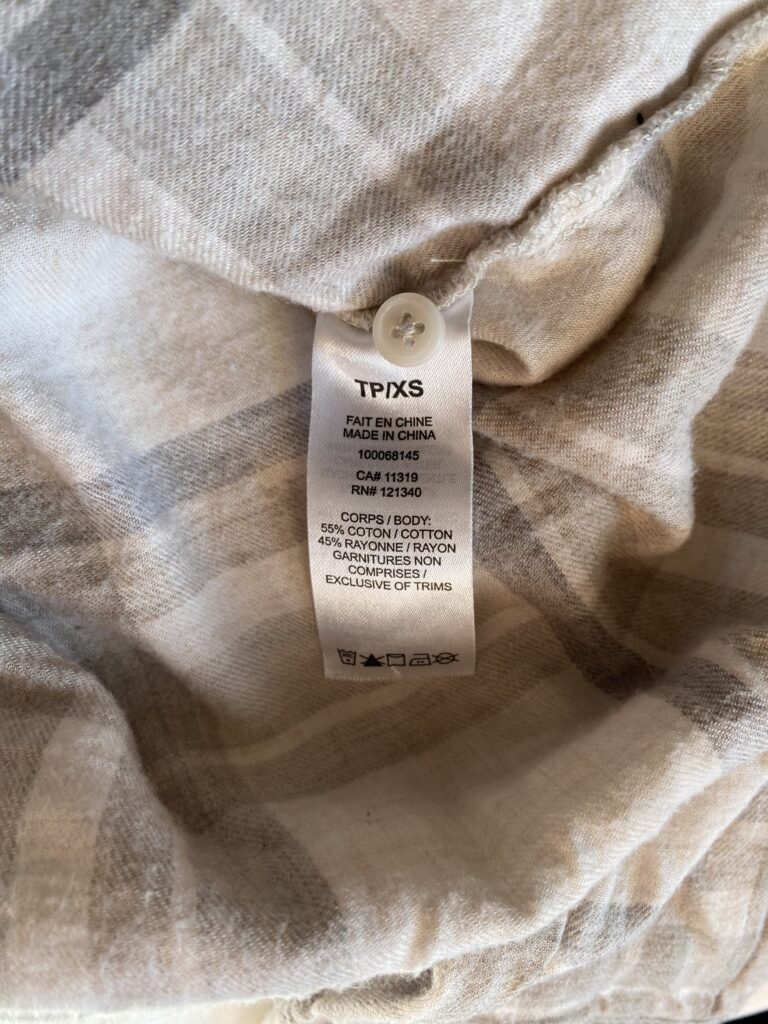 TP/XS
FAIT EN CHINE
MADE IN CHINA
100068145
CA# 11319
RN# 121340
CORPS / BODY:
55% COTON / COTTON
45% RAYONNE / RAYON
GARNITURES NON
COMPRISES /
EXCLUSIVE OF TRIMS